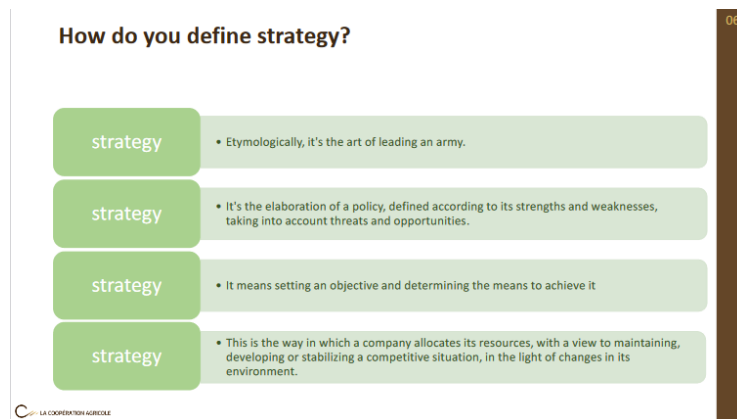 06
How do you define strategy?
strategy
• Etymologically, it's the art of leading an army.
strategy
• It's the elaboration of a policy, defined according to its strengths and weaknesses,
taking into account threats and opportunities.
strategy
• It means setting an objective and determining the means to achieve it
strategy
• This is the way in which a company allocates its resources, with a view to maintaining,
developing or stabilizing a competitive situation, in the light of changes in its
environment.
LA COOPÉRATION AGRICOLE